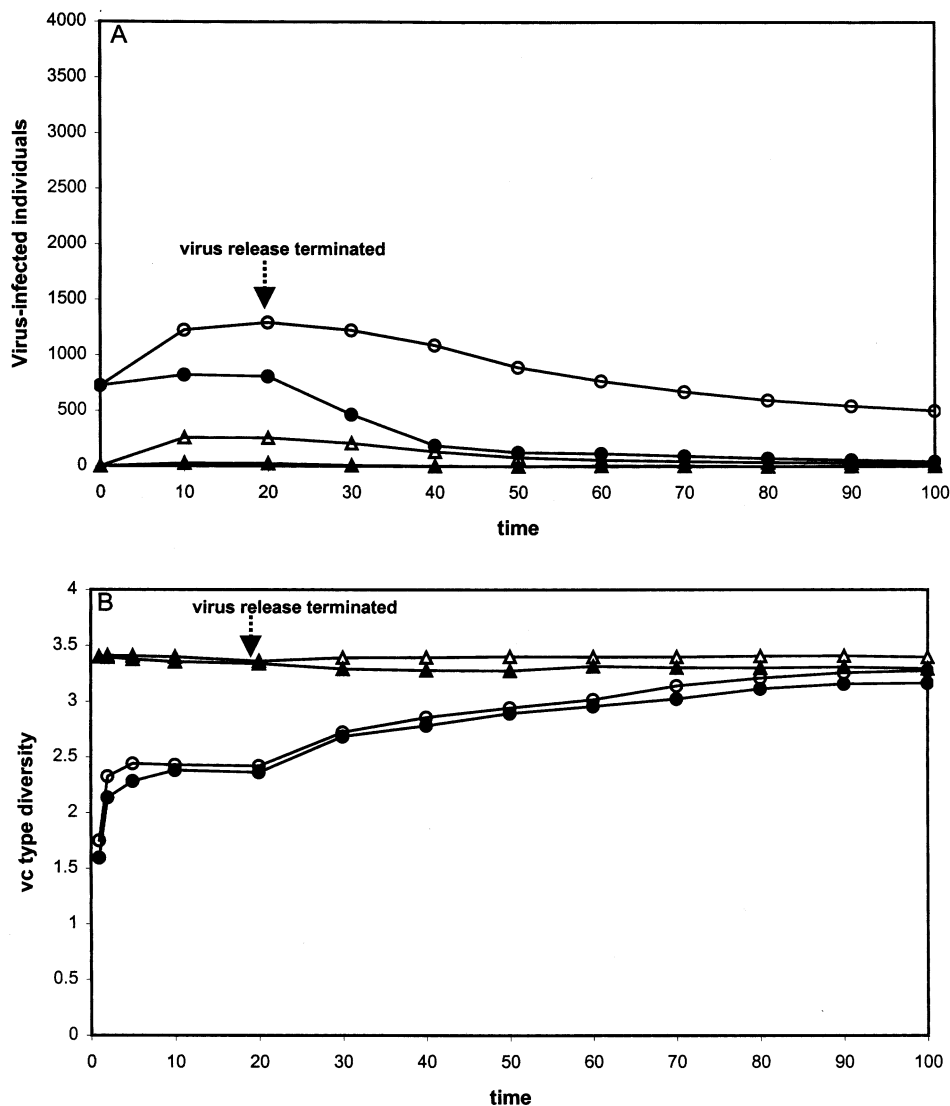 A
4000
3500
3000
2500
2000
1500
1000
500
0
Virus-infected individuals
virus release terminated
0 10 20 30 40 50 60 70 80 90 100
time
B
4
3.5
3
2.5
2
1.5
1
0.5
0
vc type diversity
virus release terminated
0 10 20 30 40 50 60 70 80 90 100
time